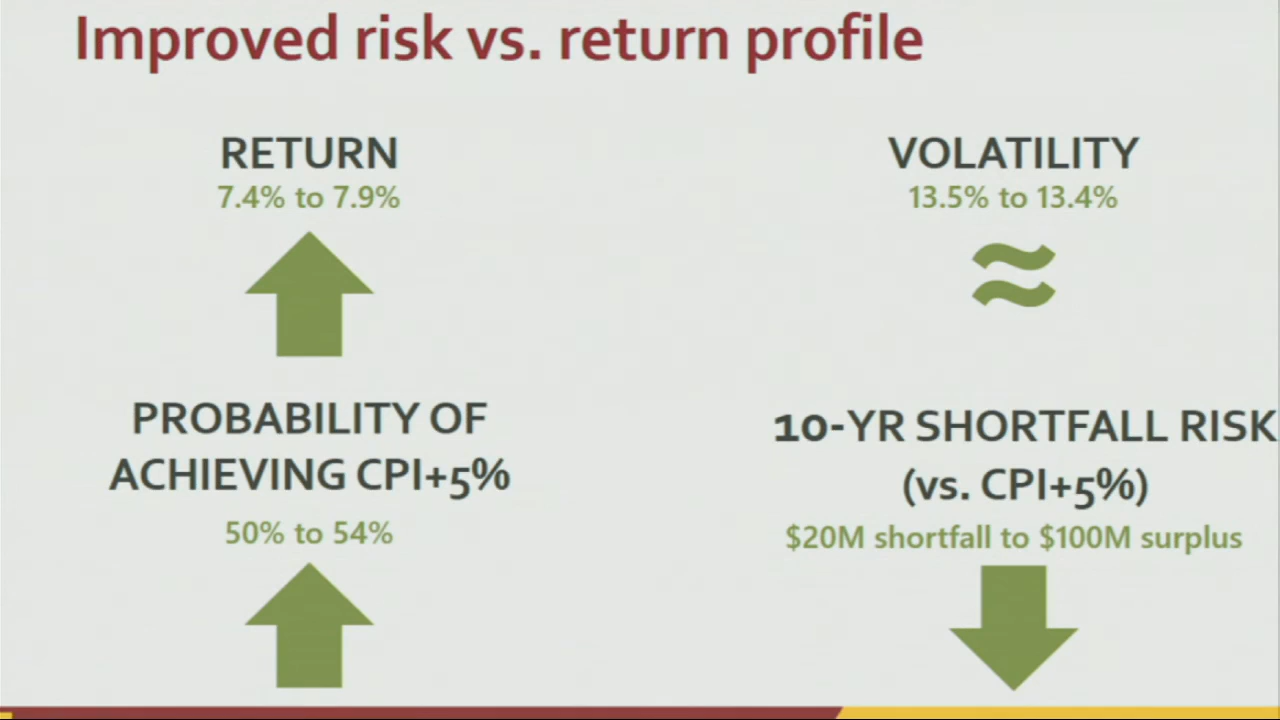 Improved risk vs. return profile
RETURN
7.4% to 7.9%
VOLATILITY
13.5% to 13.4%
≈
PROBABILITY OF
ACHIEVING CPI+5%
50% to 54%
10-YR SHORTFALL RISK
(vs. CPI+5%)
$20M shortfall to $100M surplus